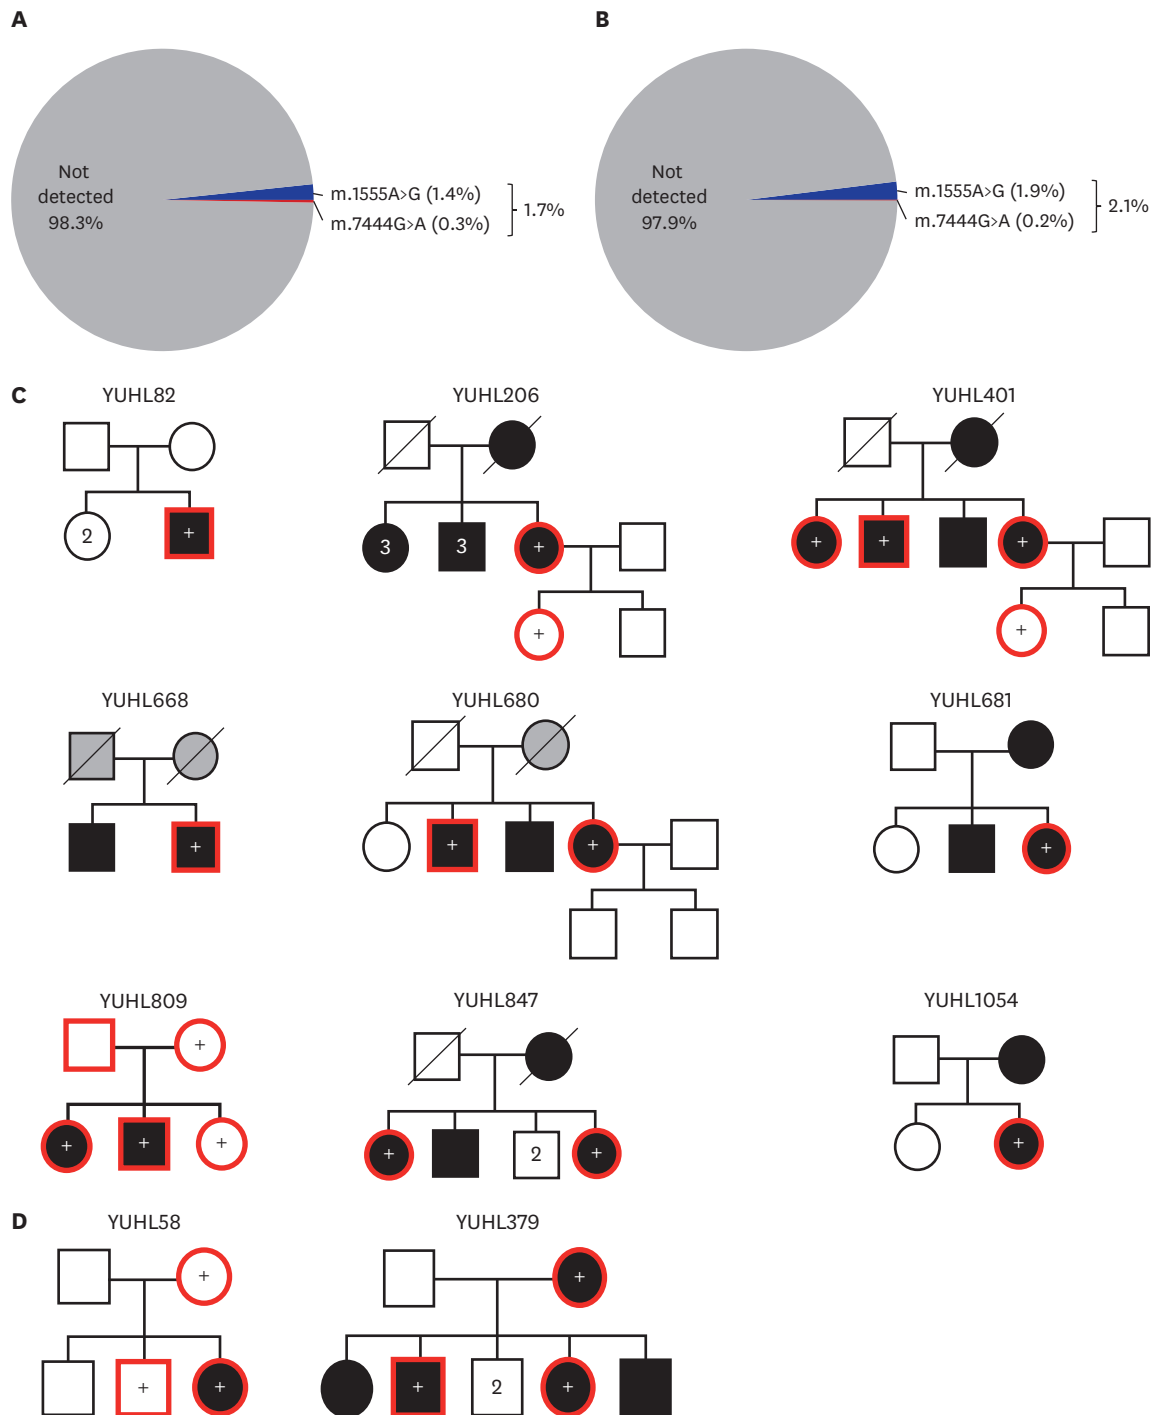 A
B
Not
detected
98.3%
m.1555A>G (1.4%)
m.7444G>A (0.3%)
1.7%
Not
detected
97.9%
m.1555A>G (1.9%)
m.7444G>A (0.2%)
2.1%
C
YUHL82
YUHL206
YUHL401
2
+
3
3
+
+
+
+
+
+
YUHL668
YUHL680
YUHL681
+
+
+
+
YUHL809
YUHL847
YUHL1054
+
+
+
+
+
2
+
+
D
YUHL58
YUHL379
+
+
+
+
+
2
+